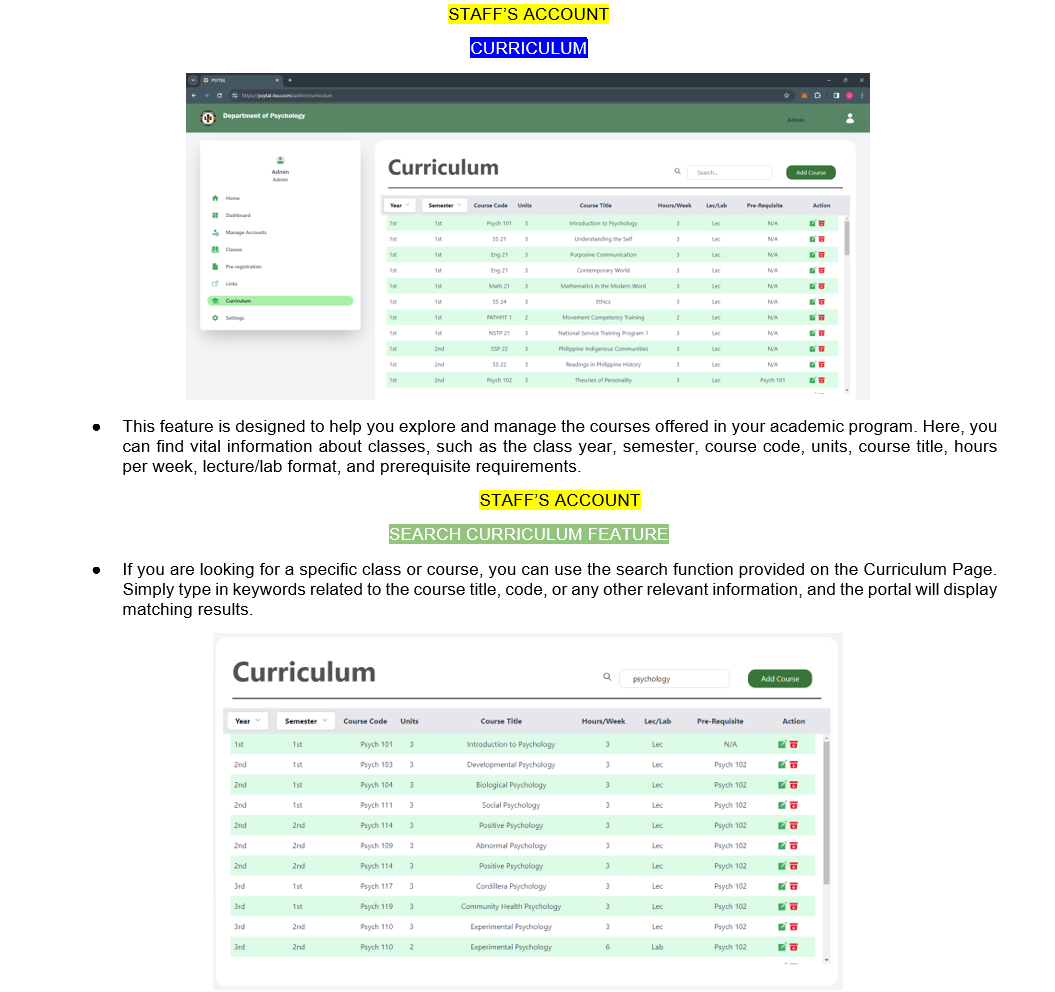 STAFF’S ACCOUNT
CURRICULUM
PSYTAL
https://psytal-bsu.com/admin/curriculum
Department of Psychology
Admin
Admin
Admin
Home
Dashboard
Manage Accounts
Classes
Pre-registration
Links
Curriculum
Settings
Curriculum
Search...
Add Course
Year Semester Course Code Units Course Title Hours/Week Lec/Lab Pre-Requisite Action
1st 1st Psych 101 3 Introduction to Psychology 3 Lec N/A
1st 1st SS 21 3 Understanding the Self 3 Lec N/A
1st 1st Eng 21 3 Purposive Communication 3 Lec N/A
1st 1st Eng 21 3 Contemporary World 3 Lec N/A
1st 1st Math 21 3 Mathematics in the Modern Word 3 Lec N/A
1st 1st SS 24 3 Ethics 3 Lec N/A
1st 1st PATHFIT 1 2 Movement Competency Training 2 Lec N/A
1st 1st NSTP 21 3 National Service Training Program 1 3 Lec N/A
1st 2nd SSP 22 3 Philippine Indigenous Communities 3 Lec N/A
1st 2nd SS 22 3 Readings in Philippine History 3 Lec N/A
1st 2nd Psych 102 3 Theories of Personality 3 Lec Psych 101
● This feature is designed to help you explore and manage the courses offered in your academic program. Here, you
can find vital information about classes, such as the class year, semester, course code, units, course title, hours
per week, lecture/lab format, and prerequisite requirements.
STAFF’S ACCOUNT
SEARCH CURRICULUM FEATURE
● If you are looking for a specific class or course, you can use the search function provided on the Curriculum Page.
Simply type in keywords related to the course title, code, or any other relevant information, and the portal will display
matching results.
Curriculum
psychology
Add Course
Year Semester Course Code Units Course Title Hours/Week Lec/Lab Pre-Requisite Action
1st 1st Psych 101 3 Introduction to Psychology 3 Lec N/A
2nd 1st Psych 103 3 Developmental Psychology 3 Lec Psych 102
2nd 1st Psych 104 3 Biological Psychology 3 Lec Psych 102
2nd 1st Psych 111 3 Social Psychology 3 Lec Psych 102
2nd 2nd Psych 114 3 Positive Psychology 3 Lec Psych 102
2nd 2nd Psych 109 3 Abnormal Psychology 3 Lec Psych 102
2nd 2nd Psych 114 3 Positive Psychology 3 Lec Psych 102
3rd 1st Psych 117 3 Cordillera Psychology 3 Lec Psych 102
3rd 1st Psych 119 3 Community Health Psychology 3 Lec Psych 102
3rd 2nd Psych 110 3 Experimental Psychology 3 Lec Psych 102
3rd 2nd Psych 110 2 Experimental Psychology 6 Lab Psych 102